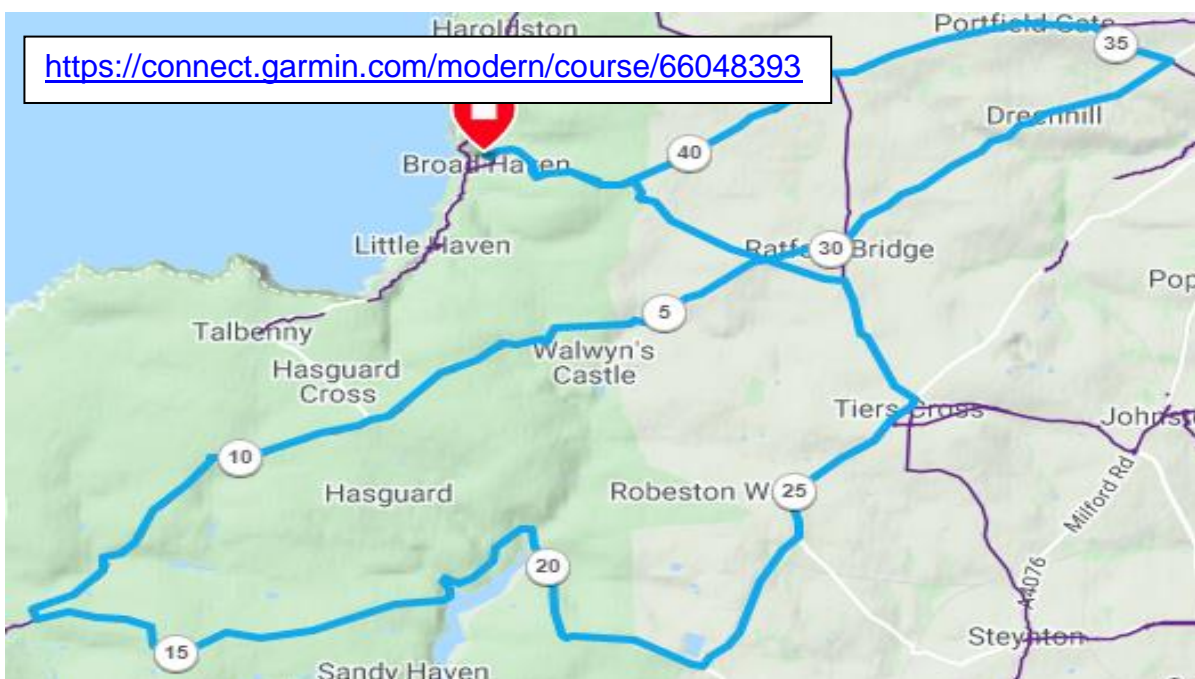 Haroldston
Portfield Gate
35
https://connect.garmin.com/modern/course/66048393
Dreenhill
40
Broad Haven
Little Haven
30
Bridge
5
Talbenny
Walwyn's
Castle
Hasguard
Cross
Tiers Cross
10
Hasguard
Robeston
25
Milford Rd
20
A4076
15
Steynton
Sandy Haven